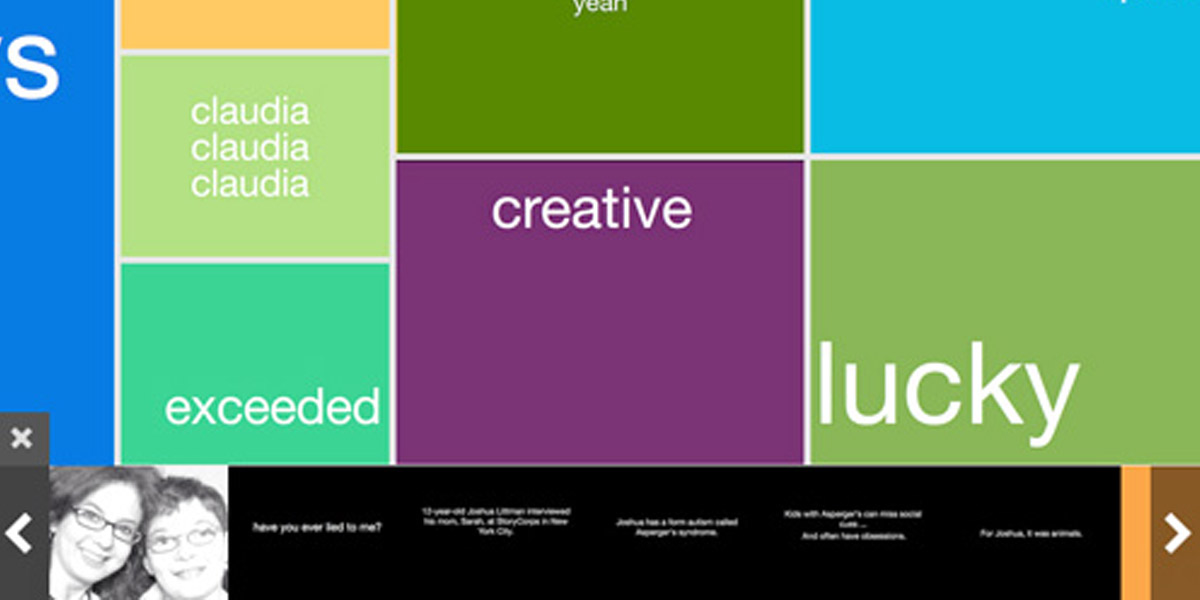 s
yeah
claudia
claudia
claudia
creative
exceeded
lucky
have you ever lied to me?
12-year-old Joshua Littman interviewed
his mom, Sarah, at StoryCorps in New
York City.
Joshua has a form autism called
Asperger's syndrome.
Kids with Asperger's can miss social
cues ...
And often have obsessions.
For Joshua, it was animals.